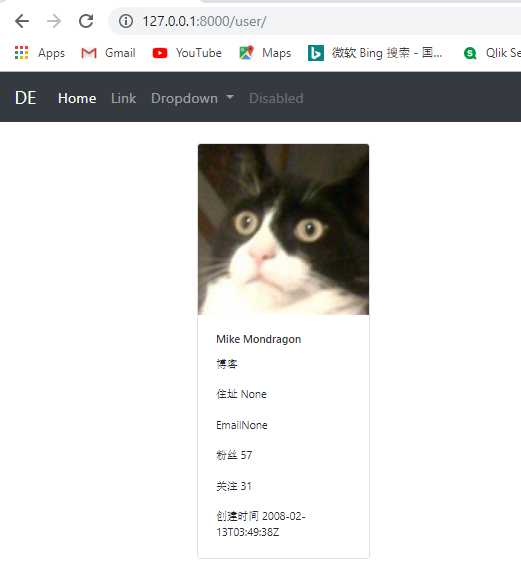 127.0.0.1:8000/user/
Apps Gmail YouTube Maps 微软 Bing 搜索 - 国... Qlik Se
DE Home Link Dropdown Disabled
Mike Mondragon
博客
住址 None
EmailNone
粉丝 57
关注 31
创建时间 2008-02-
13T03:49:38Z